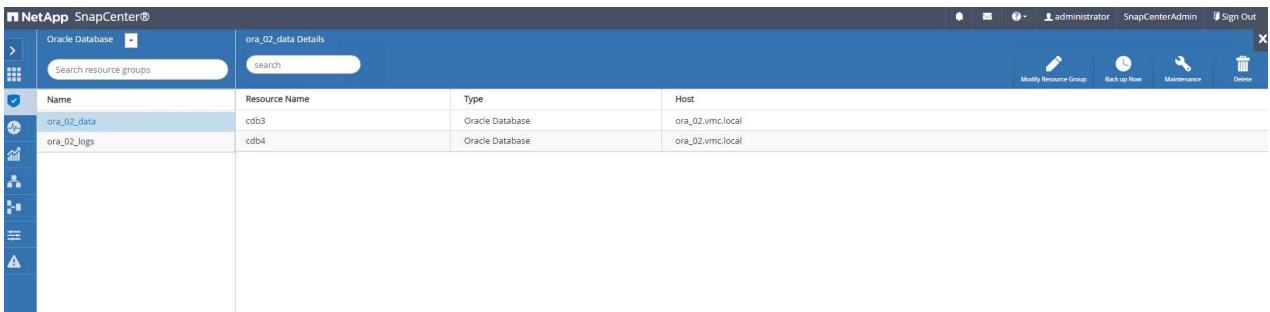 NetApp SnapCenter®
administrator SnapCenterAdmin Sign Out
Oracle Database
ora_02_data Details
Search resource groups
search
Modify Resource Group Back up Now Maintenance Delete
Name Resource Name Type Host
ora_02_data cdb3 Oracle Database ora_02.vmc.local
ora_02_logs cdb4 Oracle Database ora_02.vmc.local